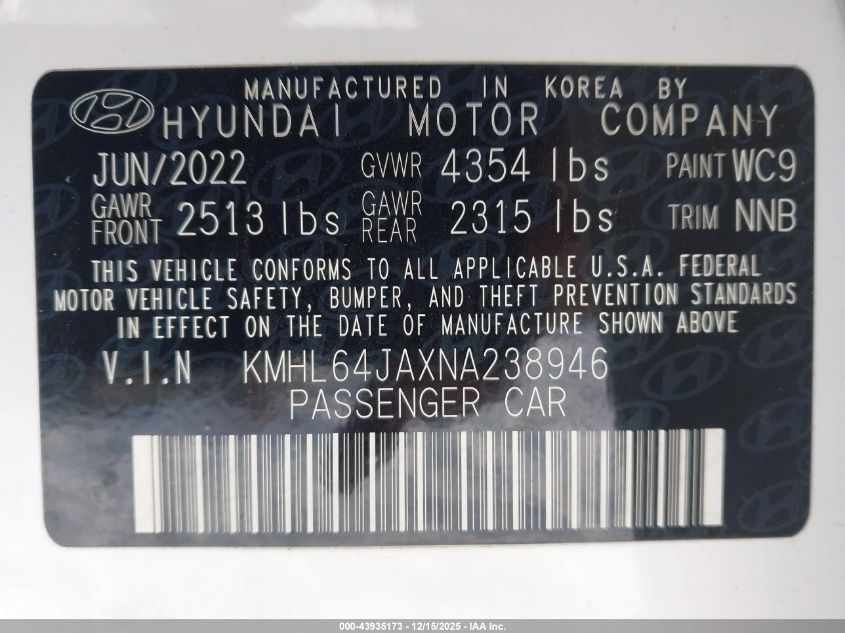 MANUFACTURED IN KOREA BY
HYUNDAI MOTOR COMPANY
JUN/2022 GVWR 4354 lbs PAINT WC9
GAWR FRONT 2513 lbs GAWR REAR 2315 lbs TRIM NNB
THIS VEHICLE CONFORMS TO ALL APPLICABLE U.S.A. FEDERAL
MOTOR VEHICLE SAFETY, BUMPER, AND THEFT PREVENTION STANDARDS
IN EFFECT ON THE DATE OF MANUFACTURE SHOWN ABOVE
V.I.N KMHL64JAXNA238946
PASSENGER CAR
000-43935173 - 12/15/2025 - IAA Inc.